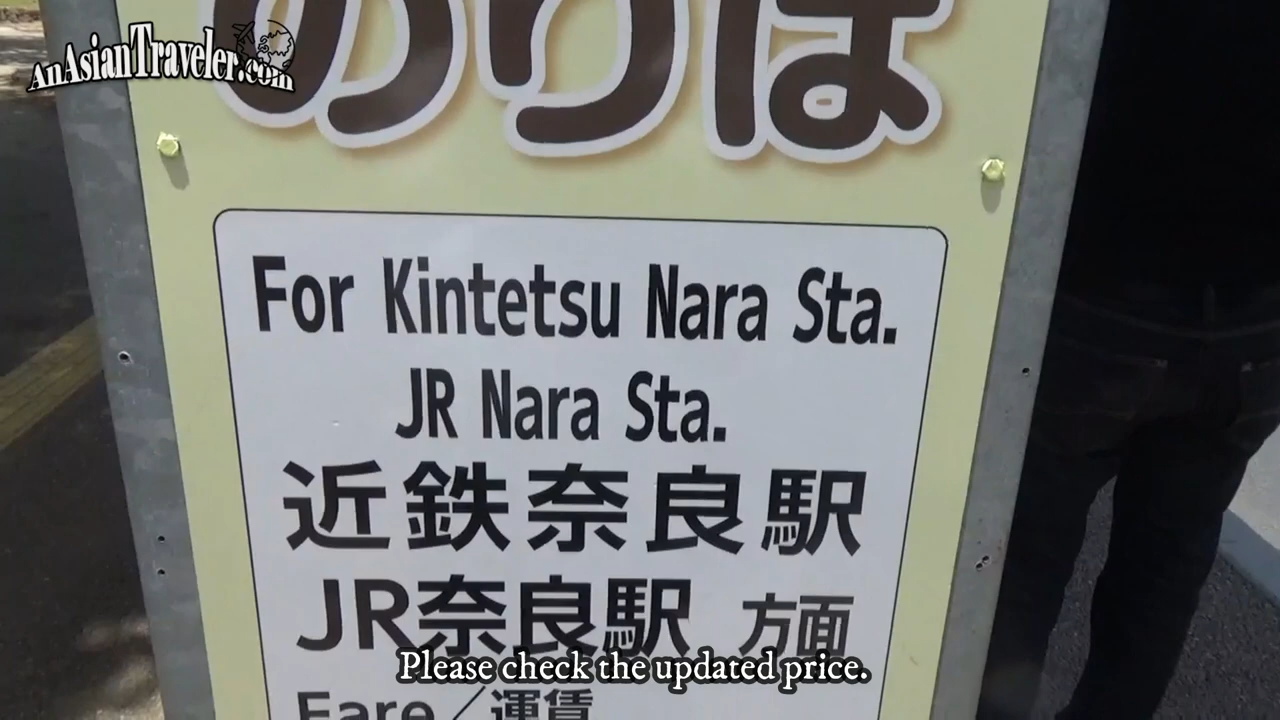 AnAsianTraveler.com
のりば
For Kintetsu Nara Sta.
JR Nara Sta.
近鉄奈良駅
JR奈良駅 方面
Please check the updated price.
Fare／運賃